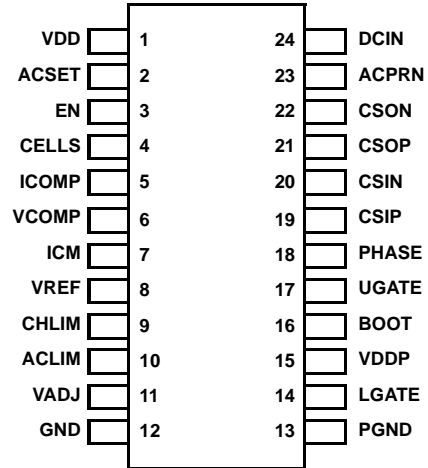 VDD 1 24 DCIN
ACSET 2 23 ACPRN
EN 3 22 CSON
CELLS 4 21 CSOP
ICOMP 5 20 CSIN
VCOMP 6 19 CSIP
ICM 7 18 PHASE
VREF 8 17 UGATE
CHLIM 9 16 BOOT
ACLIM 10 15 VDDP
VADJ 11 14 LGATE
GND 12 13 PGND